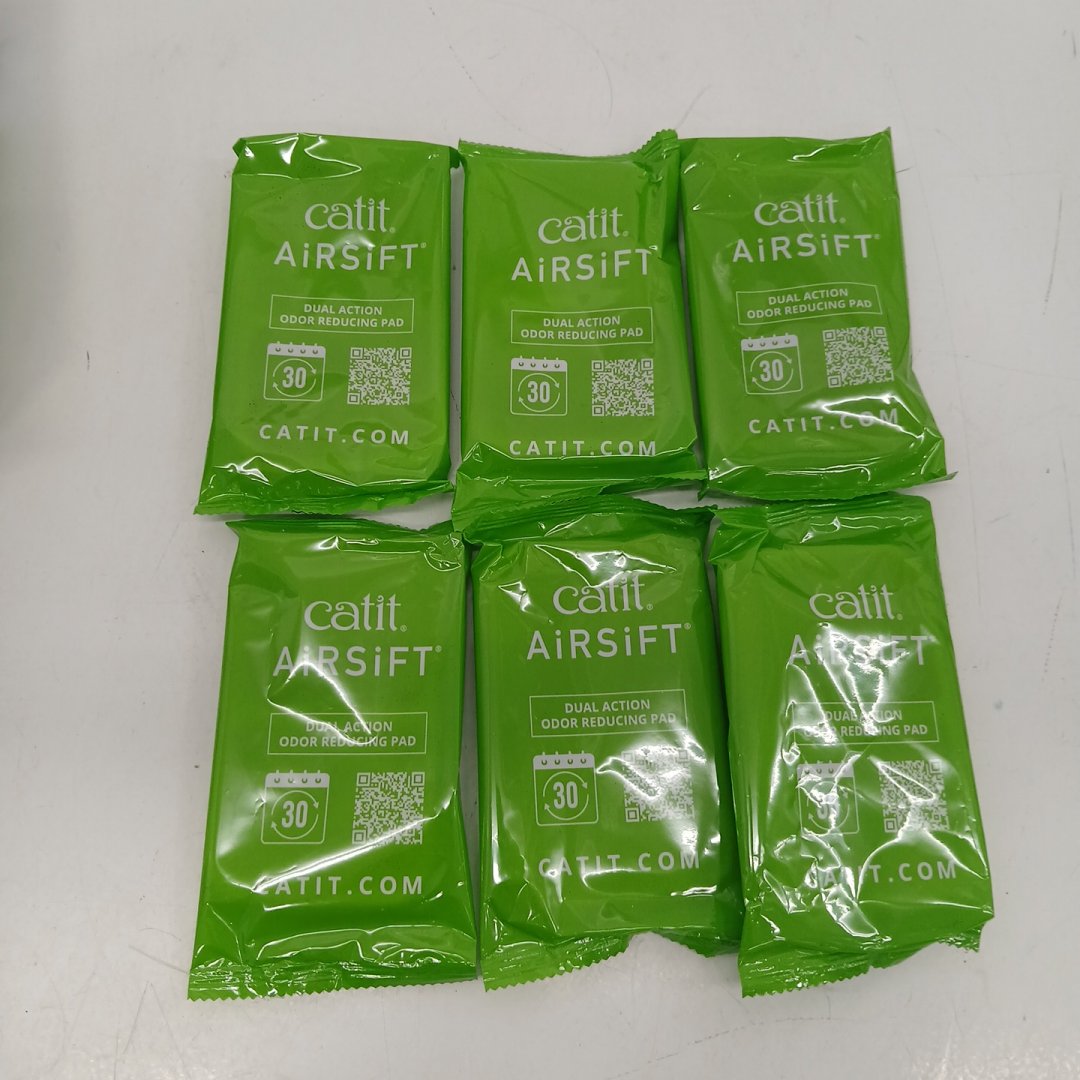 catit®
AiRSiFT®
DUAL ACTION
ODOR REDUCING PAD
30
CATIT.COM
catit®
AiRSiFT
DUAL ACTION
ODOR REDUCING PAD
30
CATIT.COM
catit®
AiRSiFT®
DUAL ACTION
ODOR REDUCING PAD
30
CATIT.COM
catit®
AiRSiFT®
DUAL ACTION
ODOR REDUCING PAD
30
CATIT.COM
catit®
AiRSiFT®
DUAL ACTION
ODOR REDUCING PAD
30
CATIT.COM
catit®
AiRSiFT
DUAL ACTION
ODOR REDUCING PAD
30
CATIT.COM